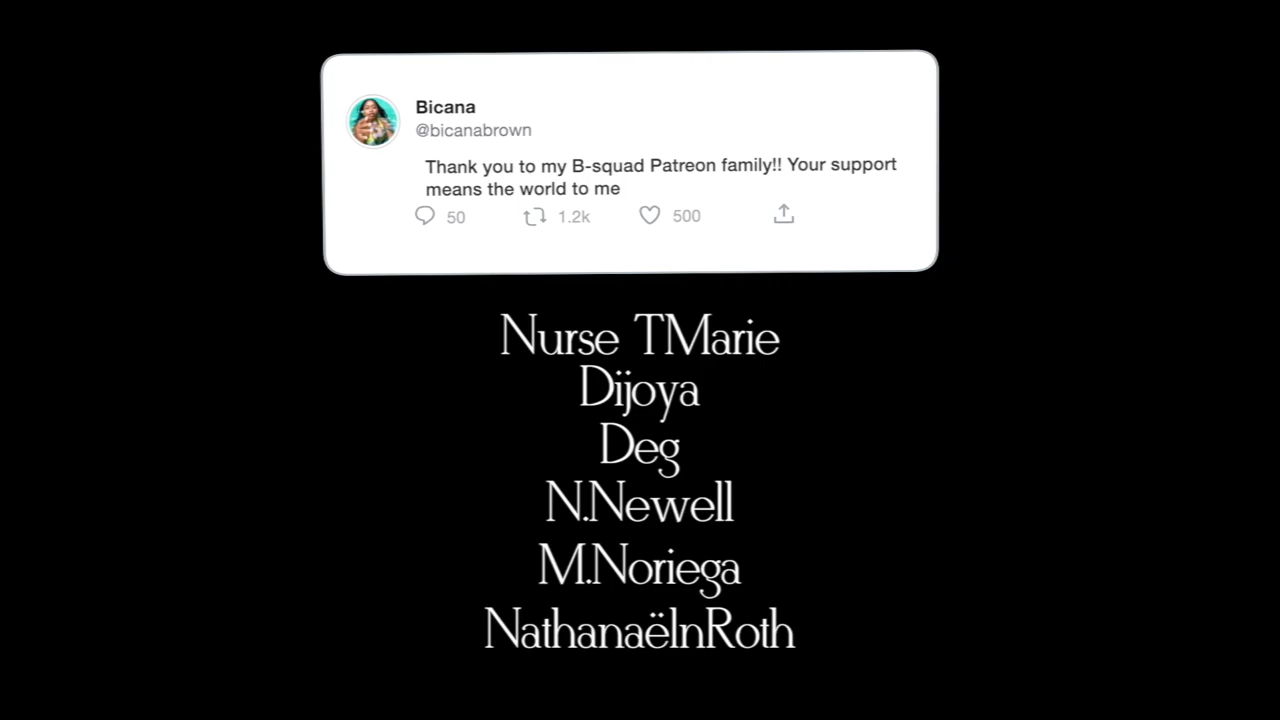 Bicana
@bicanabrown
Thank you to my B-squad Patreon family!! Your support
means the world to me
50 1.2k 500
Nurse TMarie
Dijoya
Deg
N.Newell
M.Noriega
NathanaëlnRoth